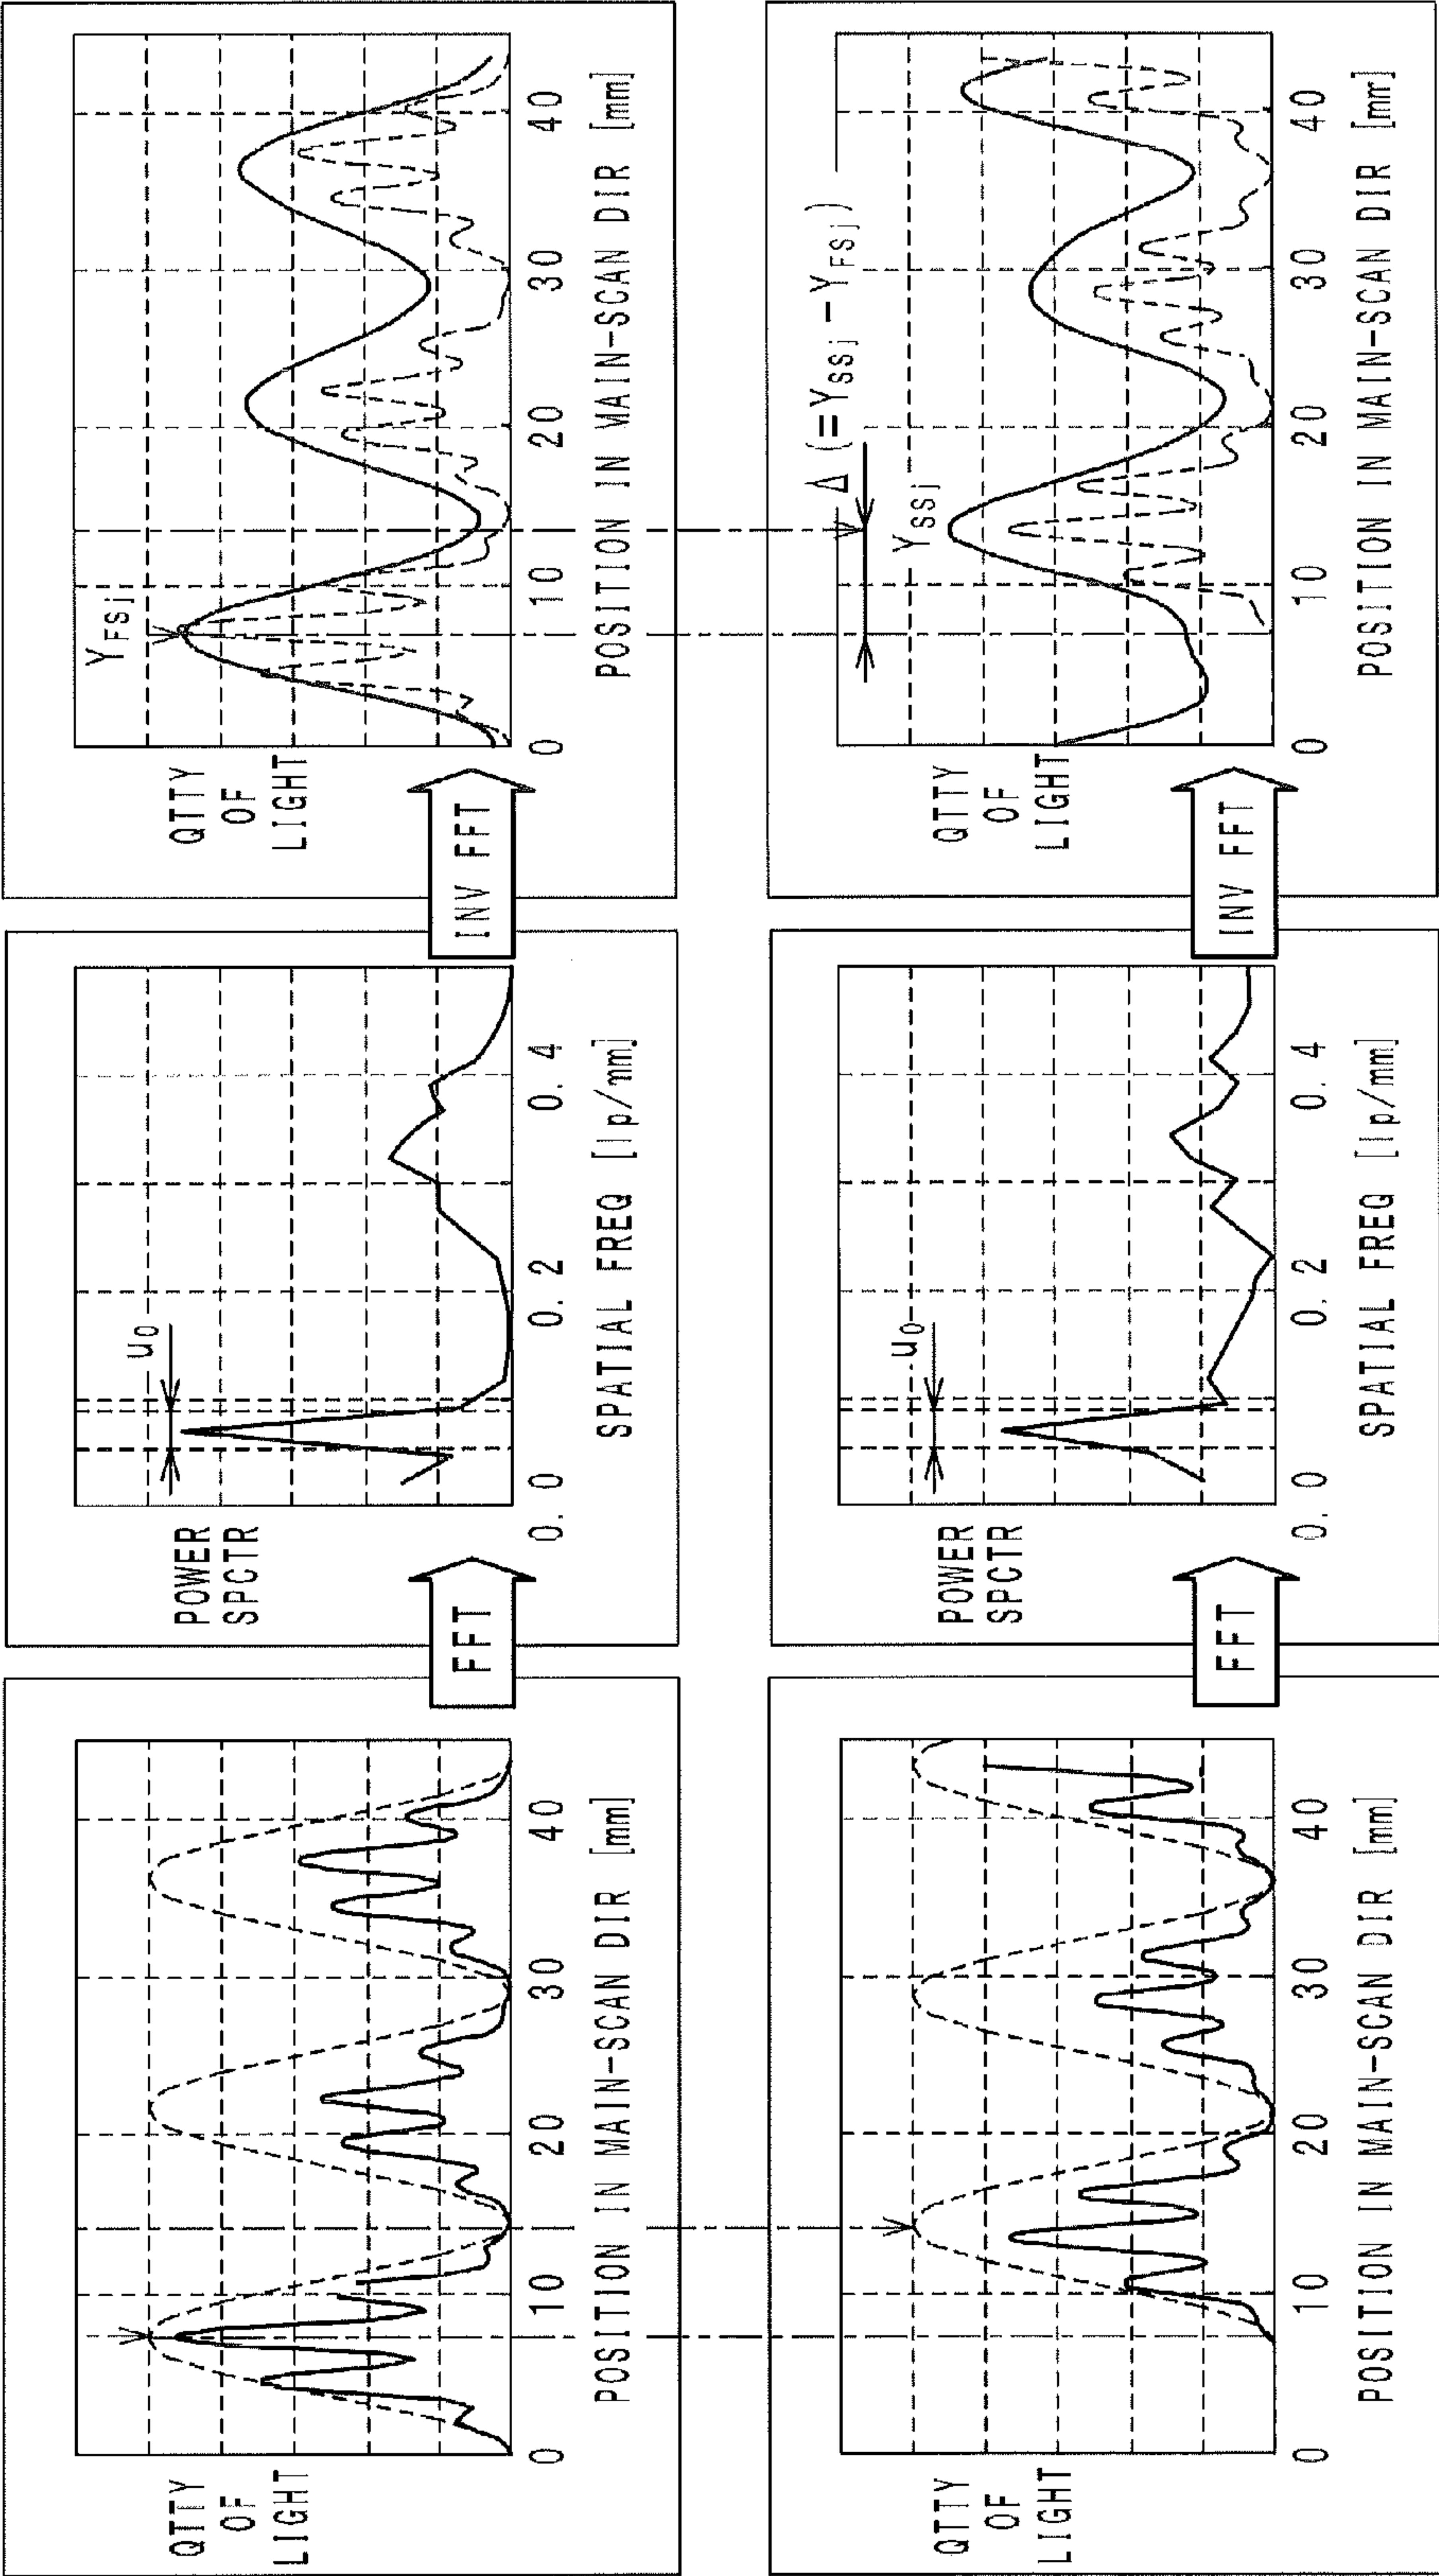 QTTY
OF
LIGHT
0 10 20 30 40
POSITION IN MAIN-SCAN DIR [mm]
FFT
POWER
SPCTR
u0
0. 0 0. 2 0. 4
SPATIAL FREQ [lp/mm]
INV FFT
QTTY
OF
LIGHT
YFSj
0 10 20 30 40
POSITION IN MAIN-SCAN DIR [mm]
QTTY
OF
LIGHT
0 10 20 30 40
POSITION IN MAIN-SCAN DIR [mm]
FFT
POWER
SPCTR
u0
0. 0 0. 2 0. 4
SPATIAL FREQ [lp/mm]
INV FFT
QTTY
OF
LIGHT
Δ (=YSSj-YFSj)
YSSj
0 10 20 30 40
POSITION IN MAIN-SCAN DIR [mm]